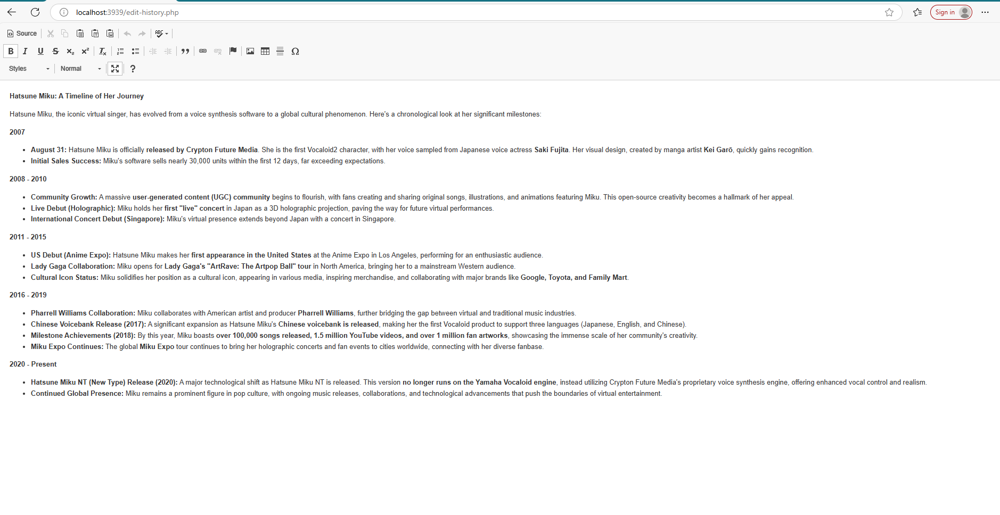 localhost:3939/edit-history.php
Sign in
Source
ABC
B I U S x₂ x² Tx
Ω
Styles Normal ?
Hatsune Miku: A Timeline of Her Journey
Hatsune Miku, the iconic virtual singer, has evolved from a voice synthesis software to a global cultural phenomenon. Here's a chronological look at her significant milestones:
2007
• August 31: Hatsune Miku is officially released by Crypton Future Media. She is the first Vocaloid2 character, with her voice sampled from Japanese voice actress Saki Fujita. Her visual design, created by manga artist Kei Garō, quickly gains recognition.
• Initial Sales Success: Miku's software sells nearly 30,000 units within the first 12 days, far exceeding expectations.
2008 - 2010
• Community Growth: A massive user-generated content (UGC) community begins to flourish, with fans creating and sharing original songs, illustrations, and animations featuring Miku. This open-source creativity becomes a hallmark of her appeal.
• Live Debut (Holographic): Miku holds her first "live" concert in Japan as a 3D holographic projection, paving the way for future virtual performances.
• International Concert Debut (Singapore): Miku's virtual presence extends beyond Japan with a concert in Singapore.
2011 - 2015
• US Debut (Anime Expo): Hatsune Miku makes her first appearance in the United States at the Anime Expo in Los Angeles, performing for an enthusiastic audience.
• Lady Gaga Collaboration: Miku opens for Lady Gaga's "ArtRave: The Artpop Ball" tour in North America, bringing her to a mainstream Western audience.
• Cultural Icon Status: Miku solidifies her position as a cultural icon, appearing in various media, inspiring merchandise, and collaborating with major brands like Google, Toyota, and Family Mart.
2016 - 2019
• Pharrell Williams Collaboration: Miku collaborates with American artist and producer Pharrell Williams, further bridging the gap between virtual and traditional music industries.
• Chinese Voicebank Release (2017): A significant expansion as Hatsune Miku's Chinese voicebank is released, making her the first Vocaloid product to support three languages (Japanese, English, and Chinese).
• Milestone Achievements (2018): By this year, Miku boasts over 100,000 songs released, 1.5 million YouTube videos, and over 1 million fan artworks, showcasing the immense scale of her community's creativity.
• Miku Expo Continues: The global Miku Expo tour continues to bring her holographic concerts and fan events to cities worldwide, connecting with her diverse fanbase.
2020 - Present
• Hatsune Miku NT (New Type) Release (2020): A major technological shift as Hatsune Miku NT is released. This version no longer runs on the Yamaha Vocaloid engine, instead utilizing Crypton Future Media's proprietary voice synthesis engine, offering enhanced vocal control and realism.
• Continued Global Presence: Miku remains a prominent figure in pop culture, with ongoing music releases, collaborations, and technological advancements that push the boundaries of virtual entertainment.